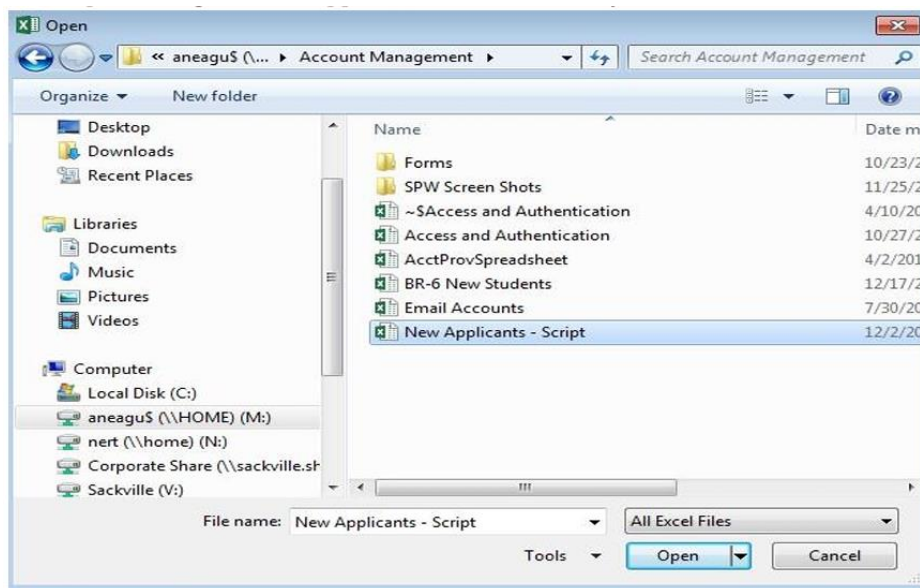 Open
« aneagu$ (\... ▸ Account Management ▸ Search Account Management
Organize New folder
Desktop
Downloads
Recent Places
Libraries
Documents
Music
Pictures
Videos
Computer
Local Disk (C:)
aneagu$ (\\HOME) (M:)
nert (\\home) (N:)
Corporate Share (\\sackville.sh
Sackville (V:)
Name Date m
Forms 10/23/2
SPW Screen Shots 11/25/2
~$Access and Authentication 4/10/20
Access and Authentication 10/27/2
AcctProvSpreadsheet 4/2/201
BR-6 New Students 12/17/2
Email Accounts 7/30/20
New Applicants - Script 12/2/20
File name: New Applicants - Script All Excel Files
Tools Open Cancel